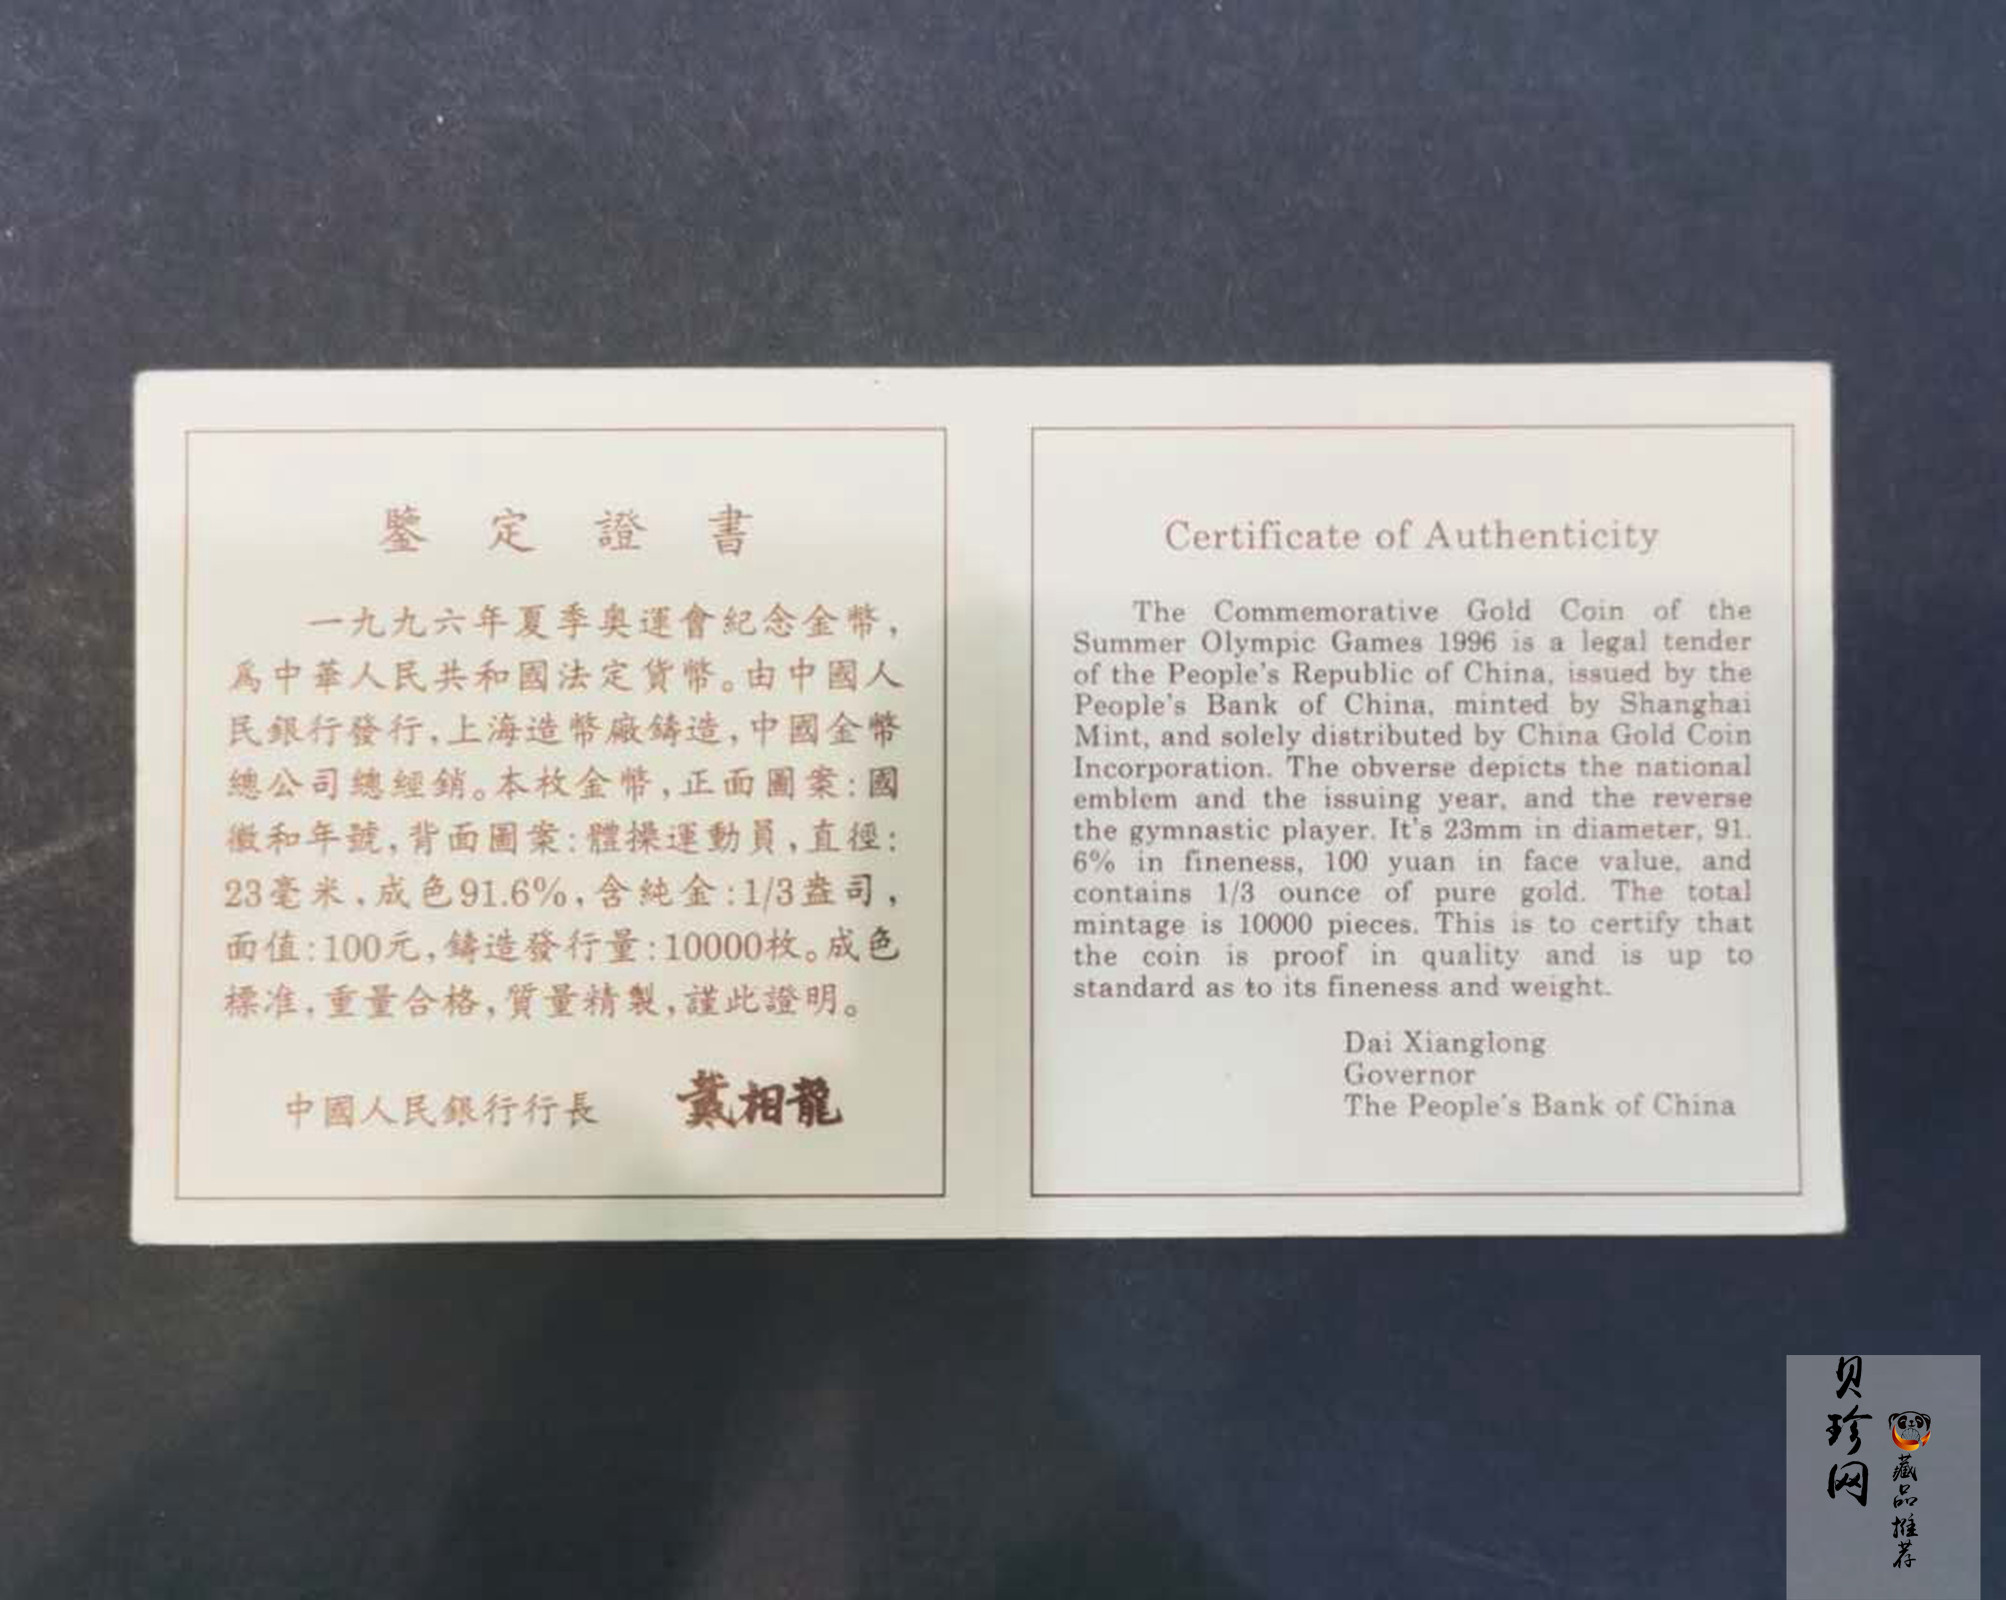 鑒定證書
一九九六年夏季奥運會紀念金幣,
爲中華人民共和國法定貨幣。由中國人
民銀行發行,上海造幣廠鑄造,中國金幣
總公司總經銷。本枚金幣,正面圖案:國
徽和年號,背面圖案:體操運動員,直徑:
23毫米,成色91.6%,含純金:1/3盎司,
面值:100元,鑄造發行量:10000枚。成色
標准,重量合格,質量精製,謹此證明。
中國人民銀行行長 戴相龍
Certificate of Authenticity
The Commemorative Gold Coin of the
Summer Olympic Games 1996 is a legal tender
of the People's Republic of China, issued by the
People's Bank of China, minted by Shanghai
Mint, and solely distributed by China Gold Coin
Incorporation. The obverse depicts the national
emblem and the issuing year, and the reverse
the gymnastic player. It's 23mm in diameter, 91.
6% in fineness, 100 yuan in face value, and
contains 1/3 ounce of pure gold. The total
mintage is 10000 pieces. This is to certify that
the coin is proof in quality and is up to
standard as to its fineness and weight.
Dai Xianglong
Governor
The People's Bank of China
贝珍网
藏品推荐